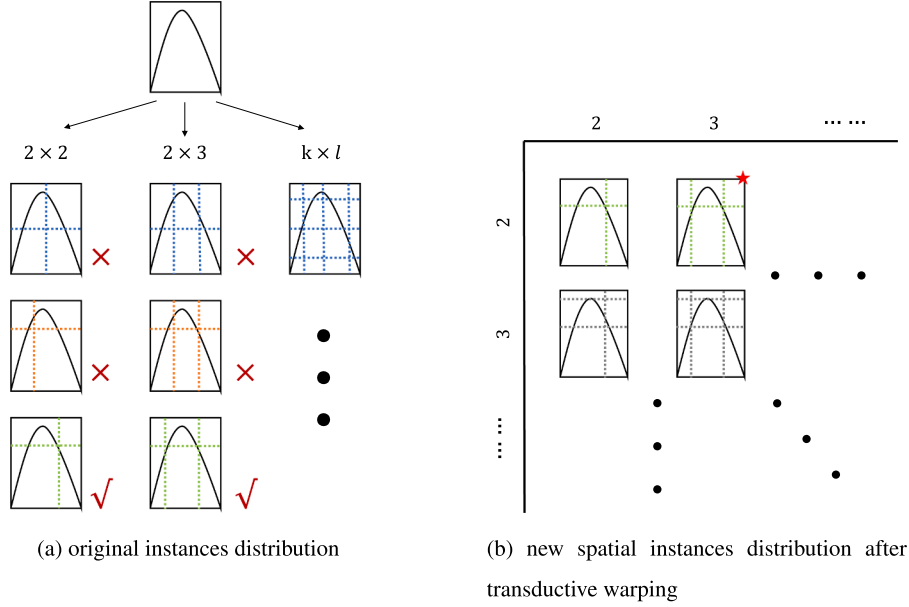 2 × 2 2 × 3 k × l
× ×
× ×
√ √
(a) original instances distribution
2 3 ... ...
2
3
... ...
(b) new spatial instances distribution after
transductive warping